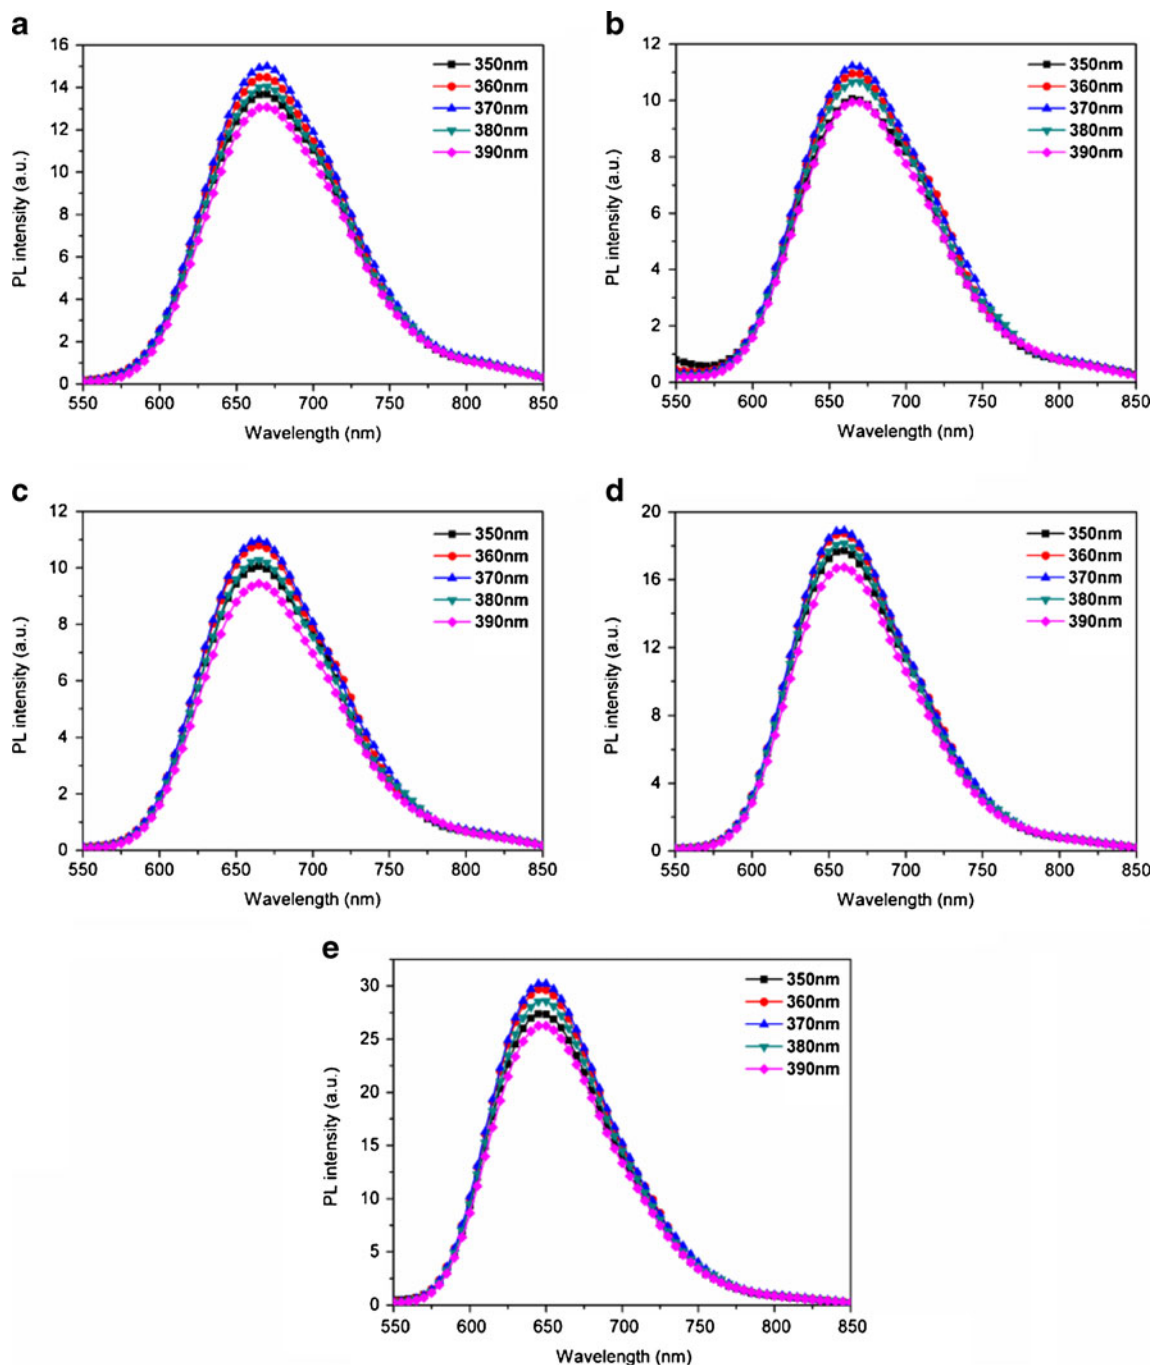 a
16
14
12
10
8
6
4
2
0
PL intensity (a.u.)
350nm
360nm
370nm
380nm
390nm
550 600 650 700 750 800 850
Wavelength (nm)
b
12
10
8
6
4
2
0
PL intensity (a.u.)
350nm
360nm
370nm
380nm
390nm
550 600 650 700 750 800 850
Wavelength (nm)
c
12
10
8
6
4
2
0
PL intensity (a.u.)
350nm
360nm
370nm
380nm
390nm
550 600 650 700 750 800 850
Wavelength (nm)
d
20
16
12
8
4
0
PL intensity (a.u.)
350nm
360nm
370nm
380nm
390nm
550 600 650 700 750 800 850
Wavelength (nm)
e
30
25
20
15
10
5
0
PL intensity (a.u.)
350nm
360nm
370nm
380nm
390nm
550 600 650 700 750 800 850
Wavelength (nm)